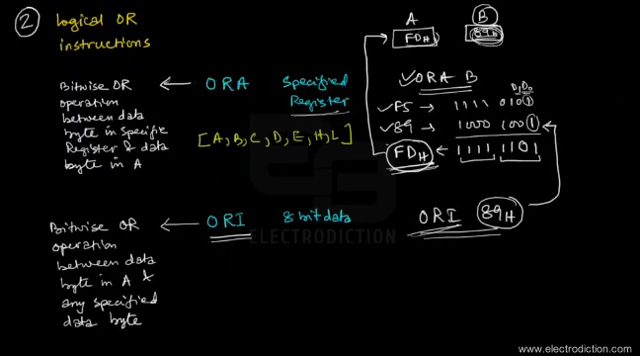 2 Logical OR
instructions
A B
FDH 89H
Bitwise OR
operation
between data
byte in specific
Register & data
byte in A
ORA Specified
Register
[A, B, C, D, E, H, L]
ORA B
D1D0
F5 → 1111 0101
89 → 1000 1001
FDH ← 1111 1101
Bitwise OR
operation
between data
byte in A &
any specified
data byte
ORI 8 bit data
ORI 89H
ELECTRODICTION
www.electrodiction.com